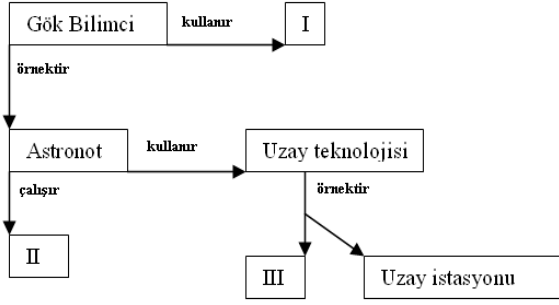 Gök Bilimci
kullanır
I
örnektir
Astronot
kullanır
Uzay teknolojisi
çalışır
örnektir
II
III
Uzay istasyonu